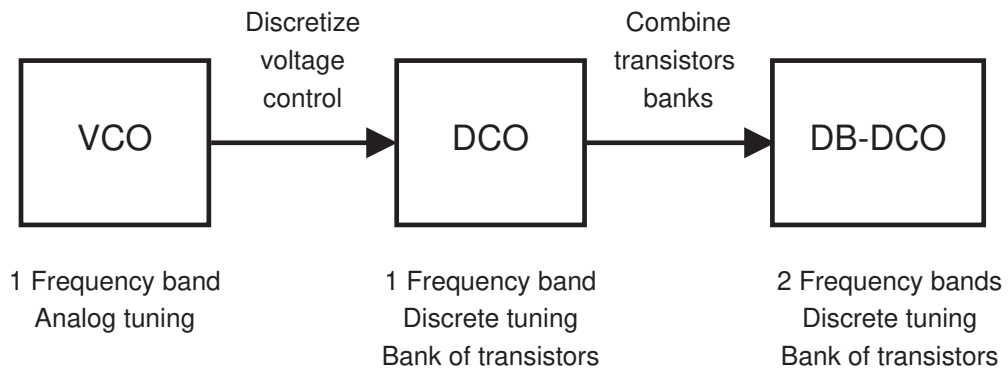 Discretize
voltage
control
Combine
transistors
banks
VCO
DCO
DB-DCO
1 Frequency band
Analog tuning
1 Frequency band
Discrete tuning
Bank of transistors
2 Frequency bands
Discrete tuning
Bank of transistors